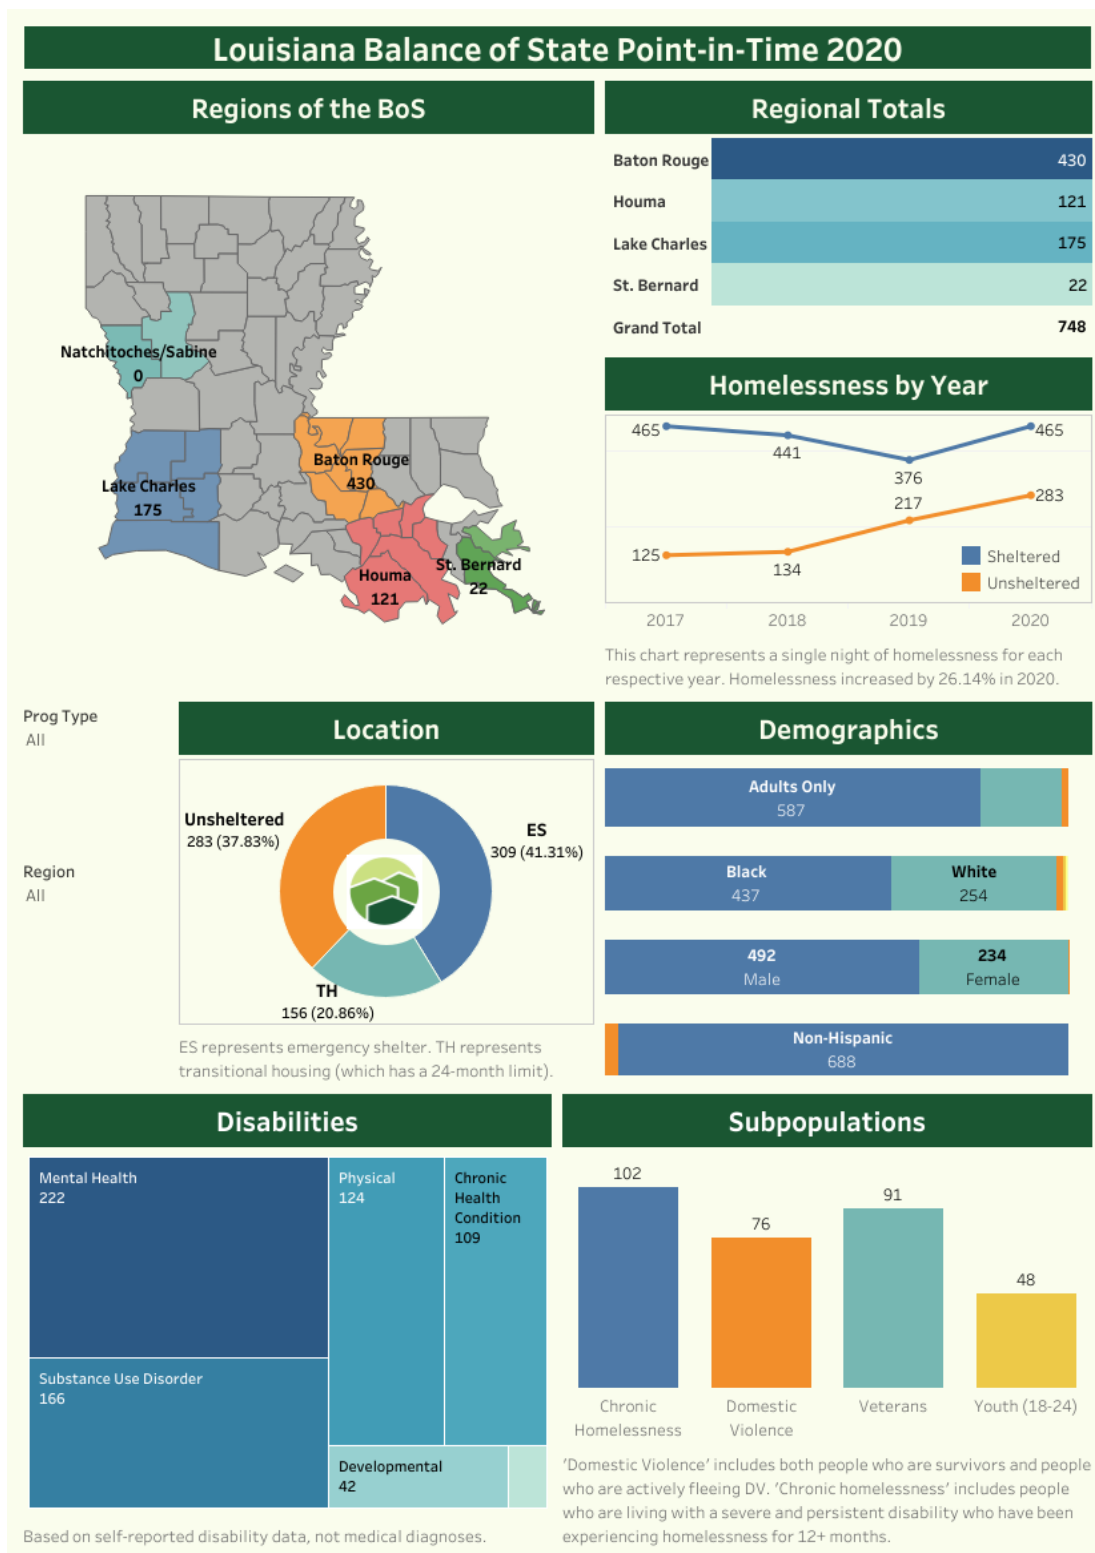 Louisiana Balance of State Point-in-Time 2020
Regions of the BoS
Natchitoches/Sabine
0
Lake Charles
175
Baton Rouge
430
Houma
121
St. Bernard
22
Regional Totals
Baton Rouge 430
Houma 121
Lake Charles 175
St. Bernard 22
Grand Total 748
Homelessness by Year
465
441
376
465
125
134
217
283
Sheltered
Unsheltered
2017 2018 2019 2020
This chart represents a single night of homelessness for each
respective year. Homelessness increased by 26.14% in 2020.
Prog Type
All
Region
All
Location
Unsheltered
283 (37.83%)
ES
309 (41.31%)
TH
156 (20.86%)
ES represents emergency shelter. TH represents
transitional housing (which has a 24-month limit).
Demographics
Adults Only
587
Black
437
White
254
492
Male
234
Female
Non-Hispanic
688
Disabilities
Mental Health
222
Substance Use Disorder
166
Physical
124
Chronic
Health
Condition
109
Developmental
42
Based on self-reported disability data, not medical diagnoses.
Subpopulations
102
76
91
48
Chronic
Homelessness
Domestic
Violence
Veterans
Youth (18-24)
'Domestic Violence' includes both people who are survivors and people
who are actively fleeing DV. 'Chronic homelessness' includes people
who are living with a severe and persistent disability who have been
experiencing homelessness for 12+ months.